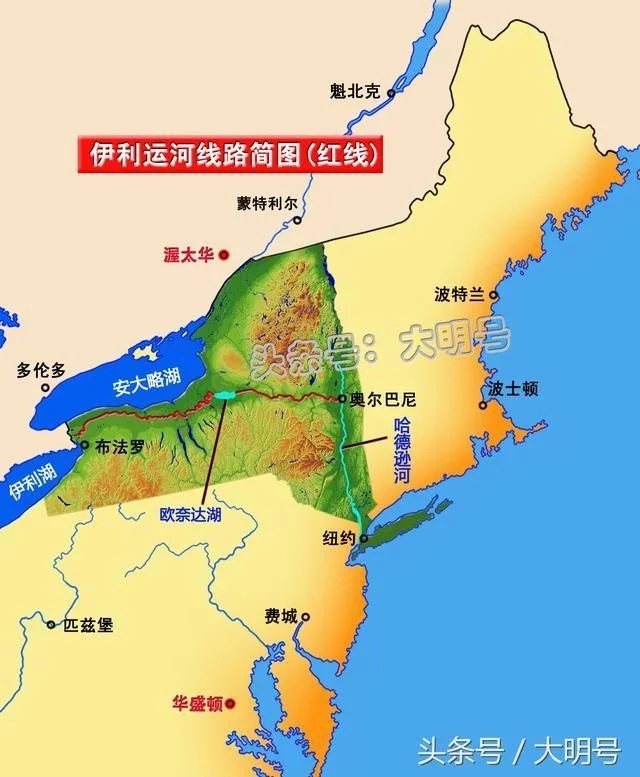 魁北克
伊利运河线路简图(红线)
蒙特利尔
渥太华
波特兰
头条号：大明号
多伦多
安大略湖
波士顿
奥尔巴尼
布法罗
哈德逊河
伊利湖
欧奈达湖
纽约
费城
匹兹堡
华盛顿
头条号 / 大明号